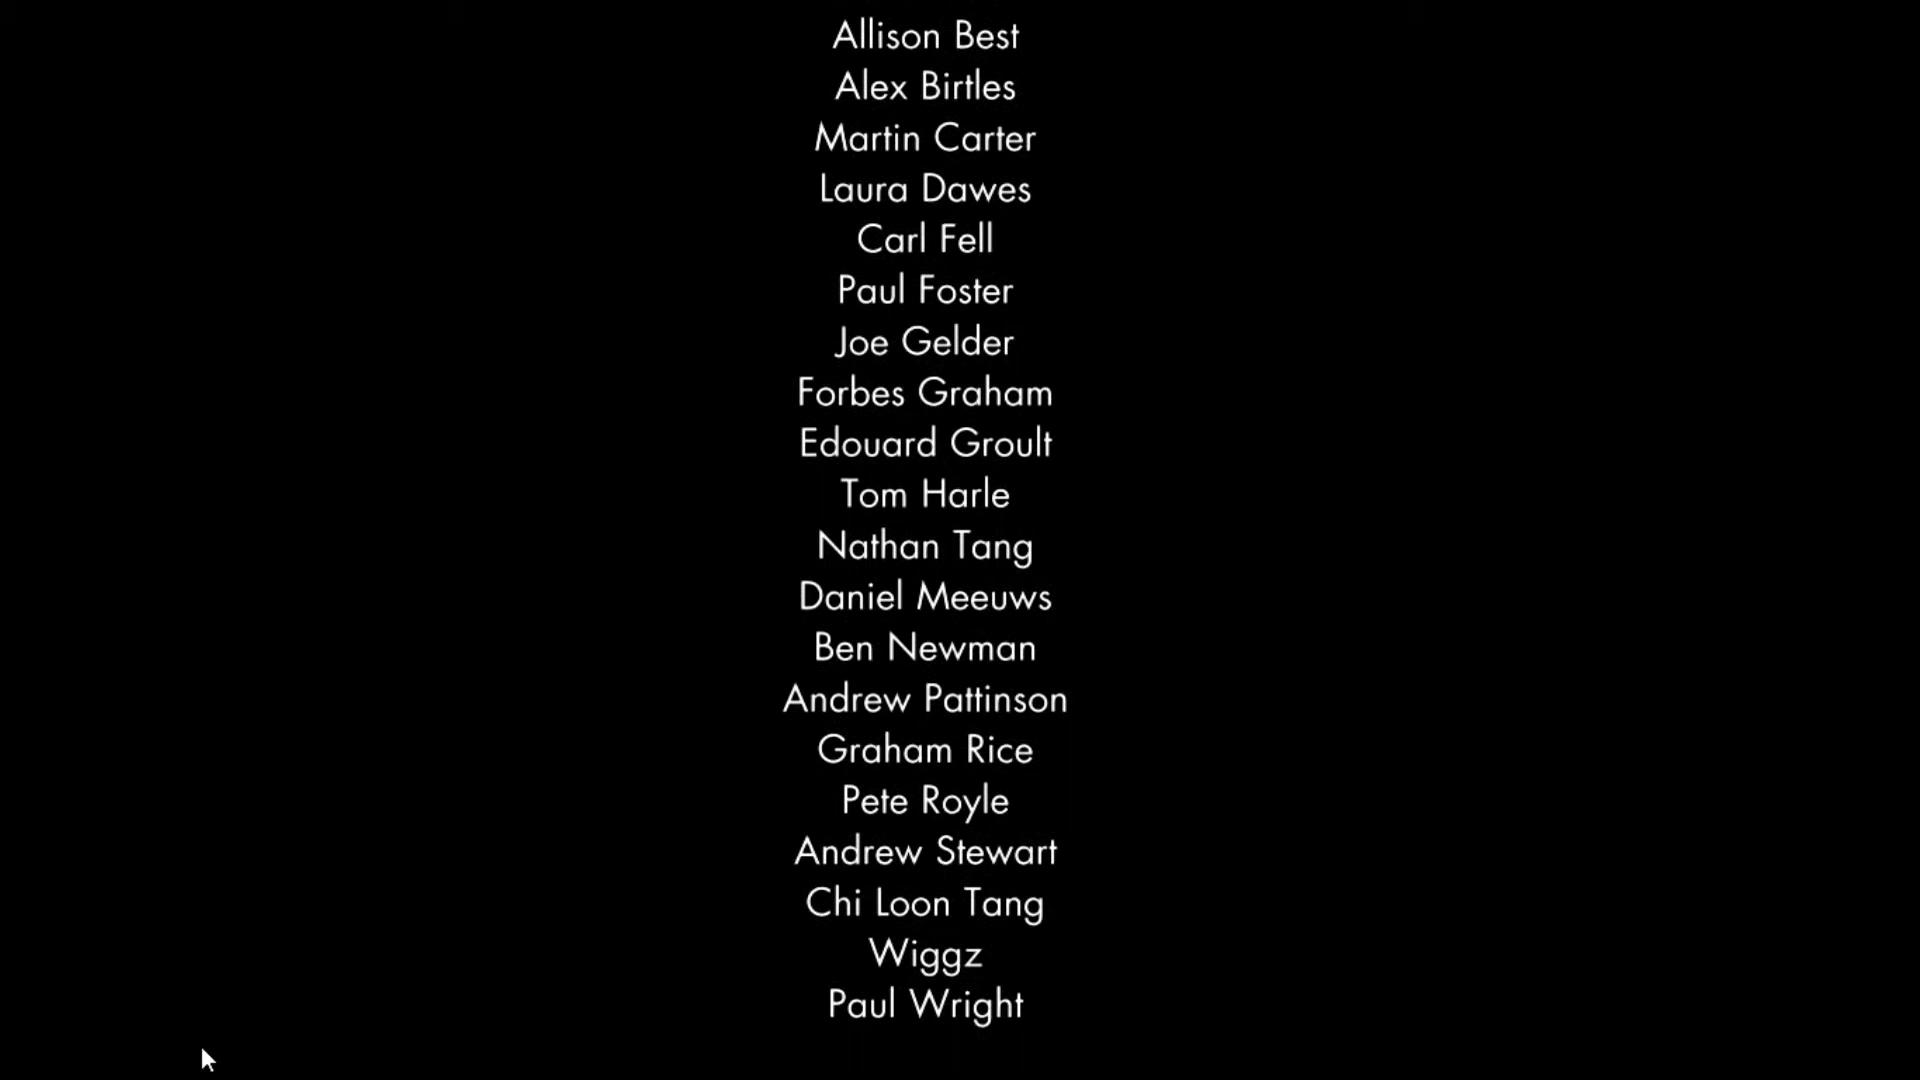 Allison Best
Alex Birtles
Martin Carter
Laura Dawes
Carl Fell
Paul Foster
Joe Gelder
Forbes Graham
Edouard Groult
Tom Harle
Nathan Tang
Daniel Meeuws
Ben Newman
Andrew Pattinson
Graham Rice
Pete Royle
Andrew Stewart
Chi Loon Tang
Wiggz
Paul Wright